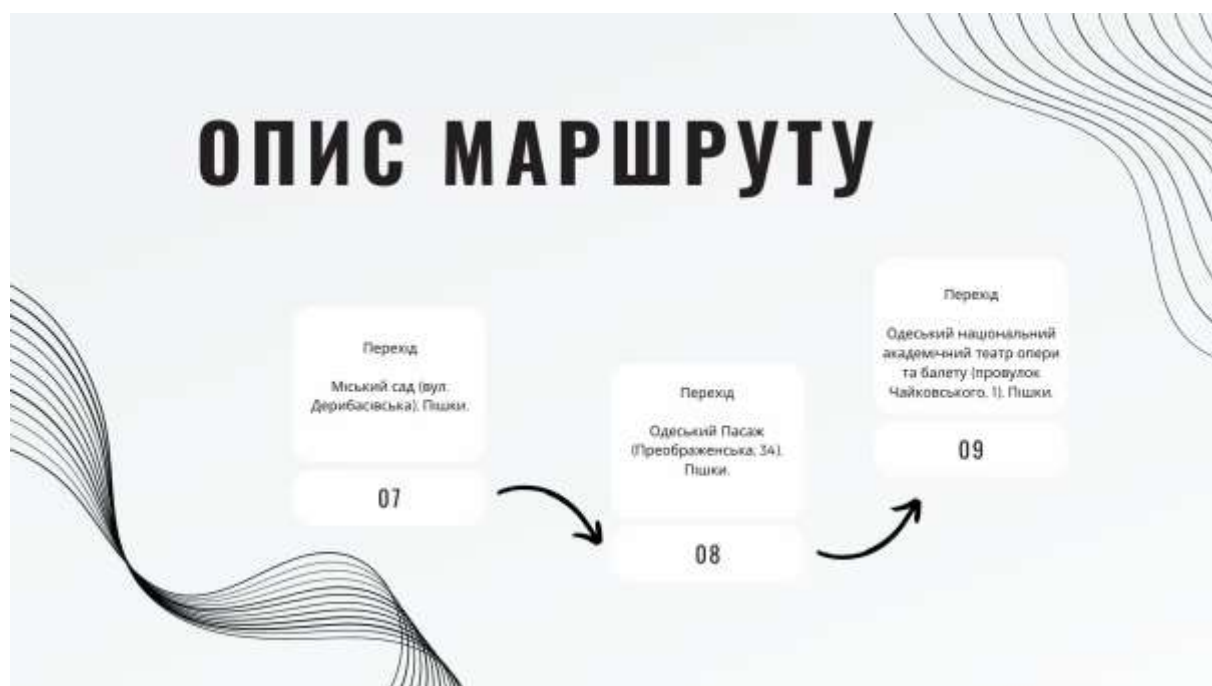 ОПИС МАРШРУТУ
Перехід
Міський сад (вул.
Дерибасівська). Пішки.
07
Перехід
Одеський Пасаж
(Преображенська, 34).
Пішки.
08
Перехід
Одеський національний
академічний театр опери
та балету (провулок
Чайковського, 1). Пішки.
09